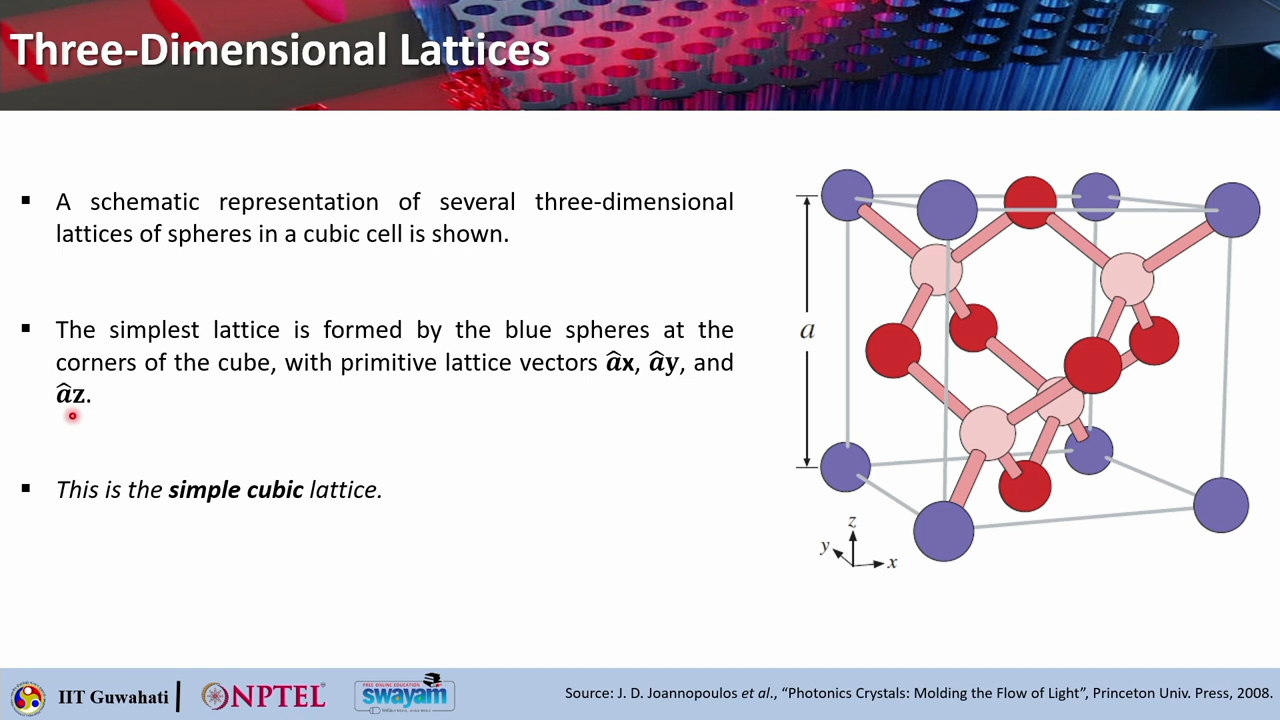 Three-Dimensional Lattices
▪ A schematic representation of several three-dimensional
lattices of spheres in a cubic cell is shown.
▪ The simplest lattice is formed by the blue spheres at the
corners of the cube, with primitive lattice vectors âx, ây, and
âz.
▪ This is the simple cubic lattice.
a
z
y
x
IIT Guwahati
NPTEL
FREE ONLINE EDUCATION
swayam
Source: J. D. Joannopoulos et al., “Photonics Crystals: Molding the Flow of Light”, Princeton Univ. Press, 2008.